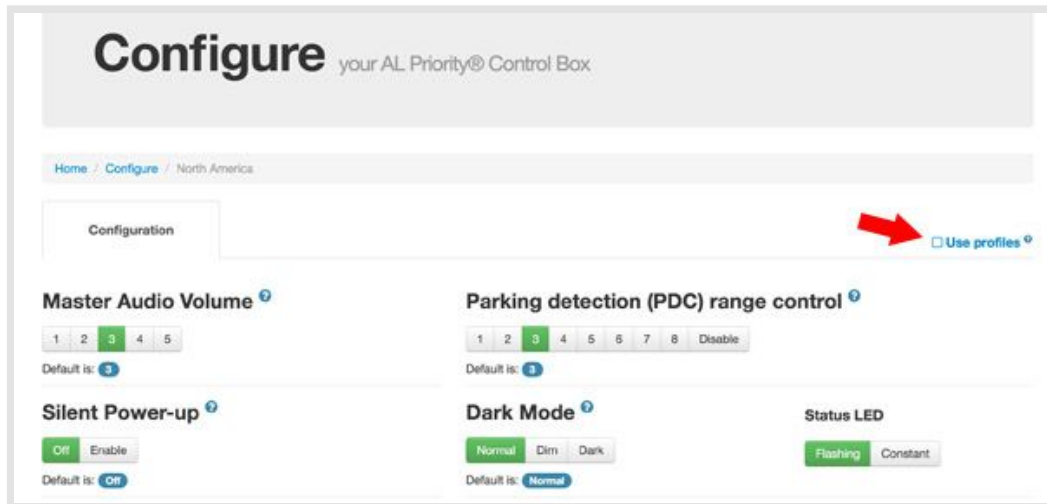 Configure your AL Priority® Control Box
Home / Configure / North America
Configuration
Use profiles
Master Audio Volume
1 2 3 4 5
Default is: 3
Parking detection (PDC) range control
1 2 3 4 5 6 7 8 Disable
Default is: 3
Silent Power-up
Off Enable
Default is: Off
Dark Mode
Normal Dim Dark
Default is: Normal
Status LED
Flashing Constant